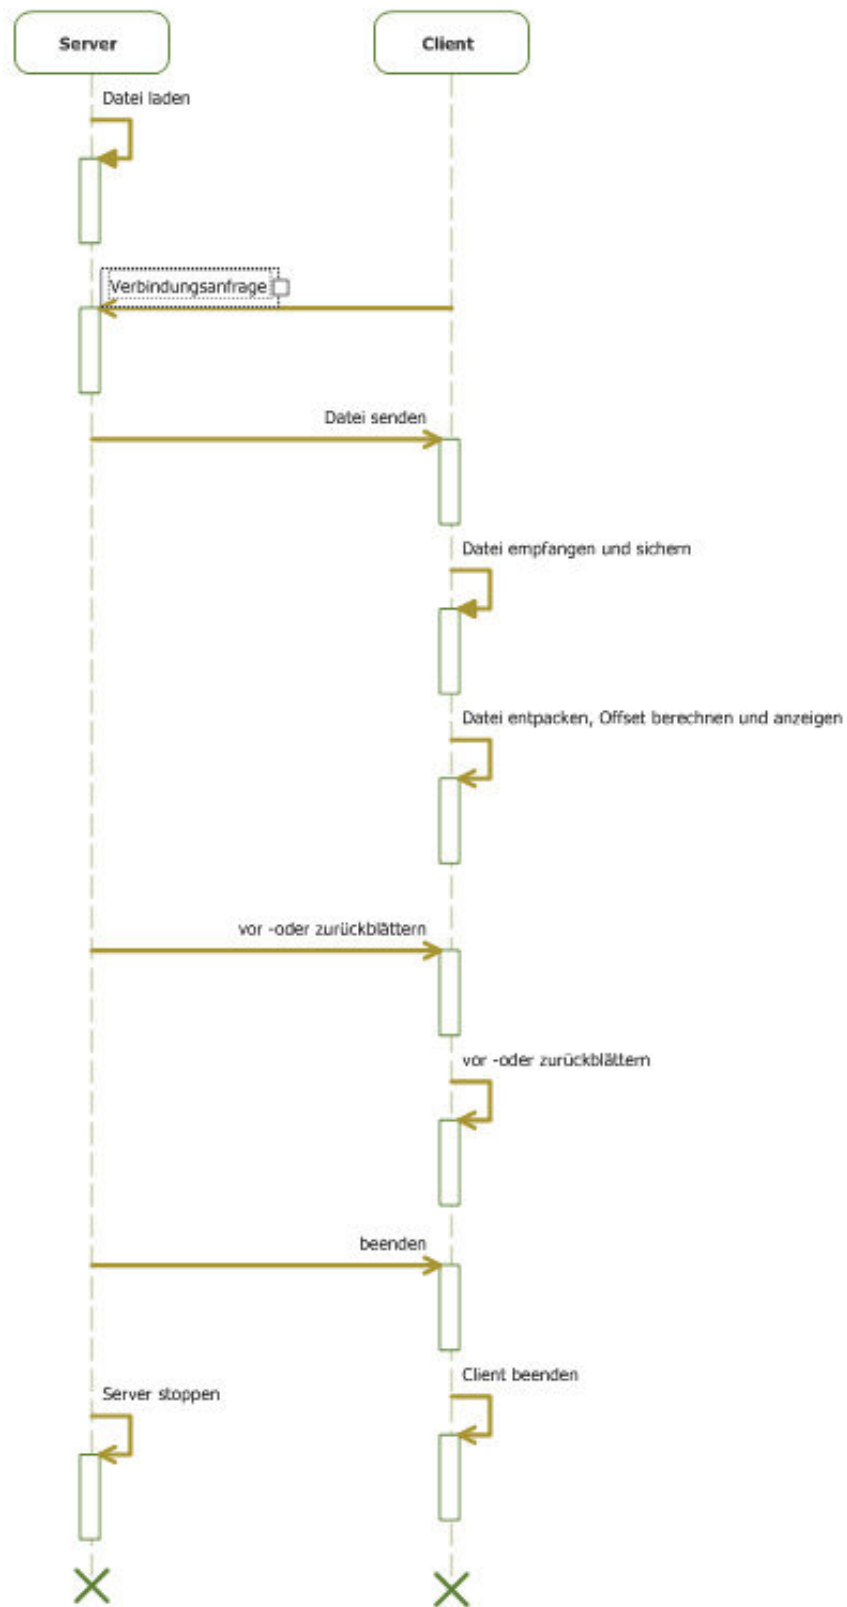 Server
Client
Datei laden
Verbindungsanfrage
Datei senden
Datei empfangen und sichern
Datei entpacken, Offset berechnen und anzeigen
vor -oder zurückblättern
vor -oder zurückblättern
beenden
Client beenden
Server stoppen